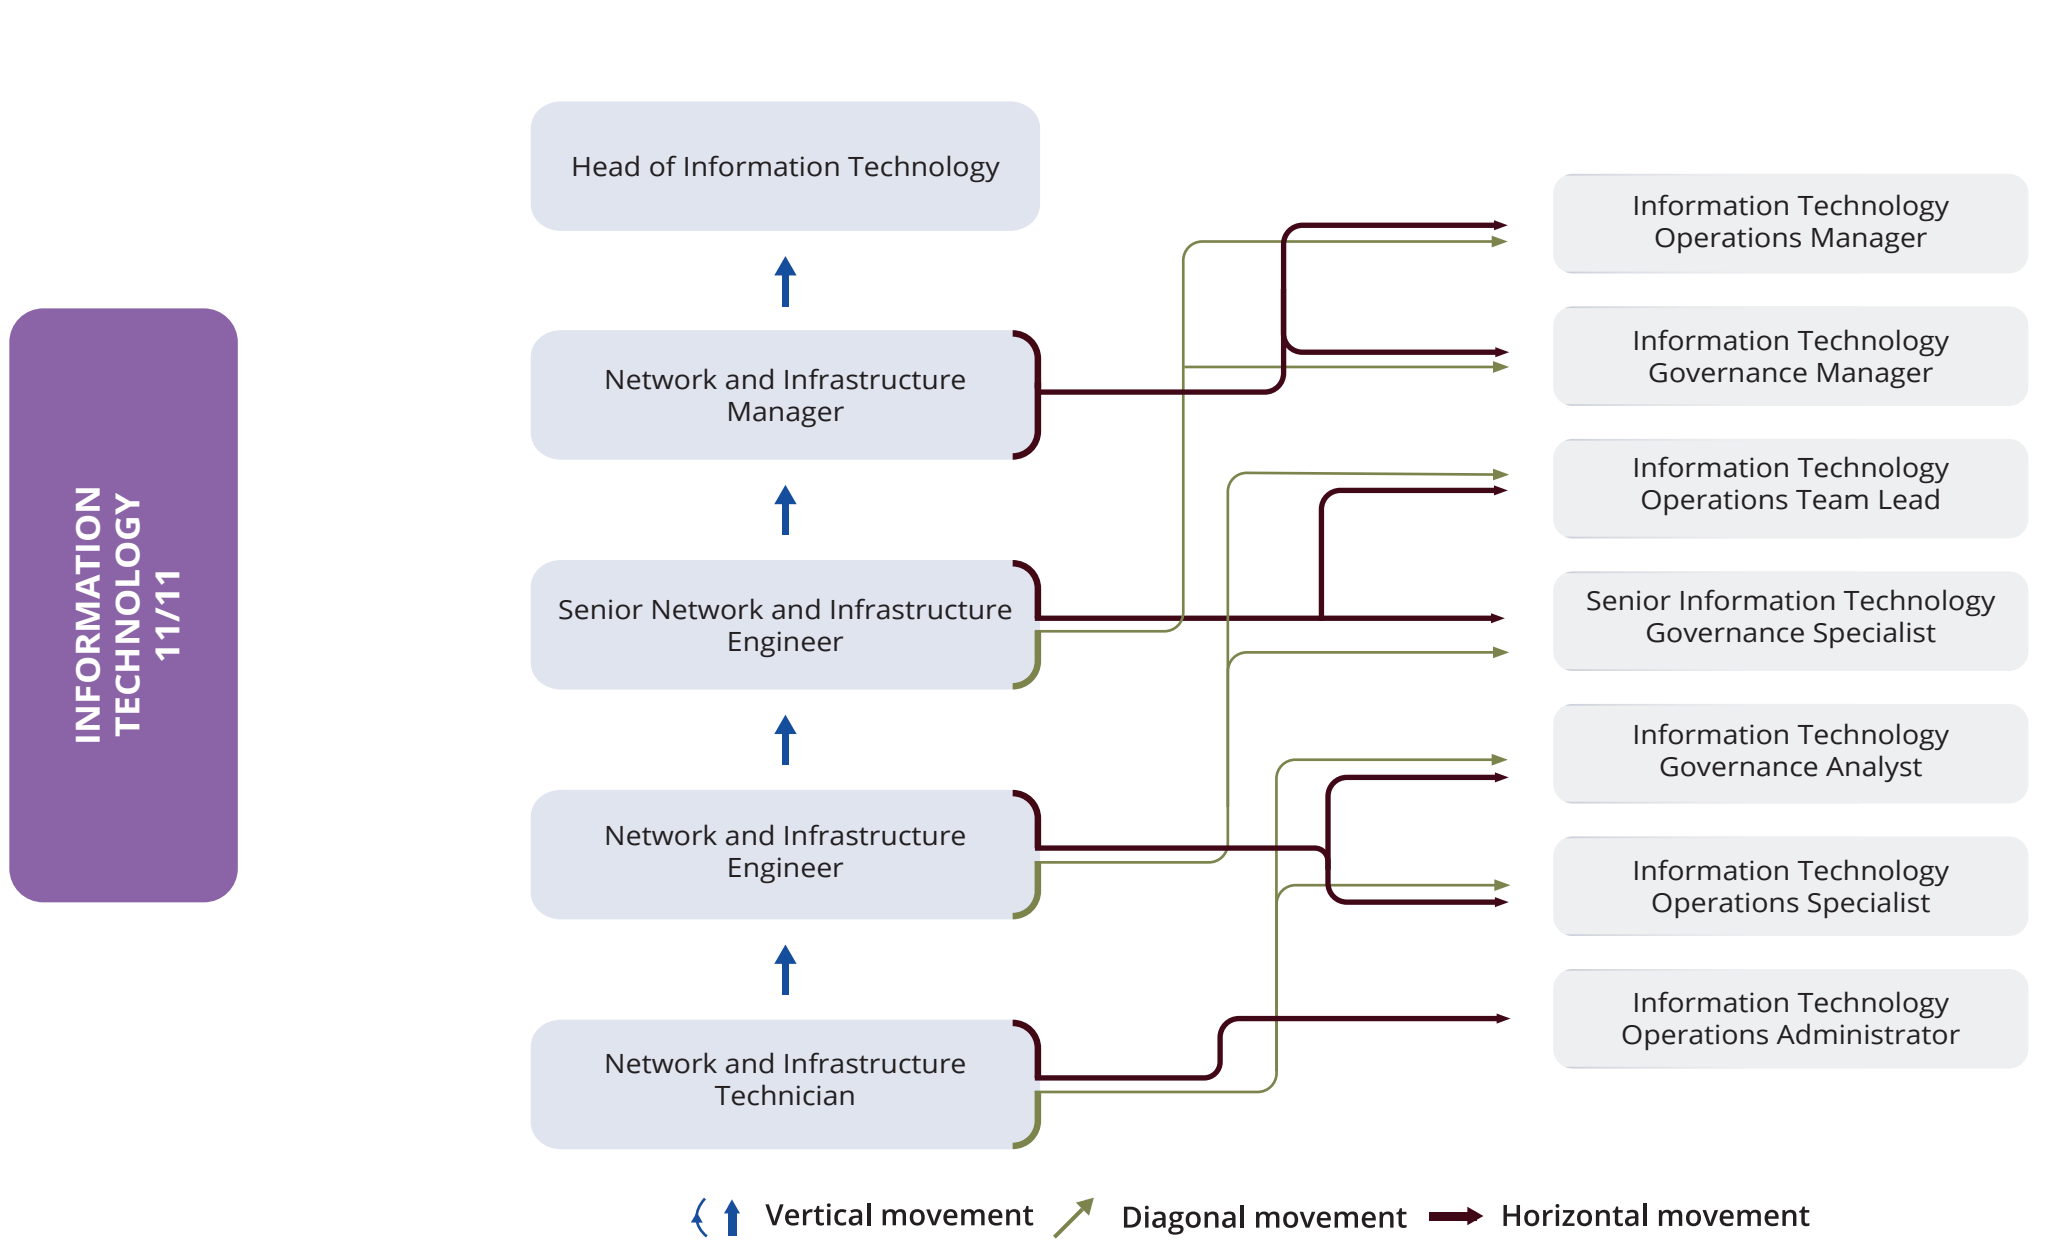 INFORMATION
TECHNOLOGY
11/11
Head of Information Technology
Network and Infrastructure
Manager
Senior Network and Infrastructure
Engineer
Network and Infrastructure
Engineer
Network and Infrastructure
Technician
Information Technology
Operations Manager
Information Technology
Governance Manager
Information Technology
Operations Team Lead
Senior Information Technology
Governance Specialist
Information Technology
Governance Analyst
Information Technology
Operations Specialist
Information Technology
Operations Administrator
Vertical movement
Diagonal movement
Horizontal movement